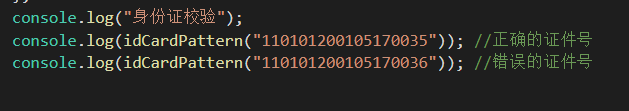 console.log("身份证校验");
console.log(idCardPattern("110101200105170035")); //正确的证件号
console.log(idCardPattern("110101200105170036")); //错误的证件号